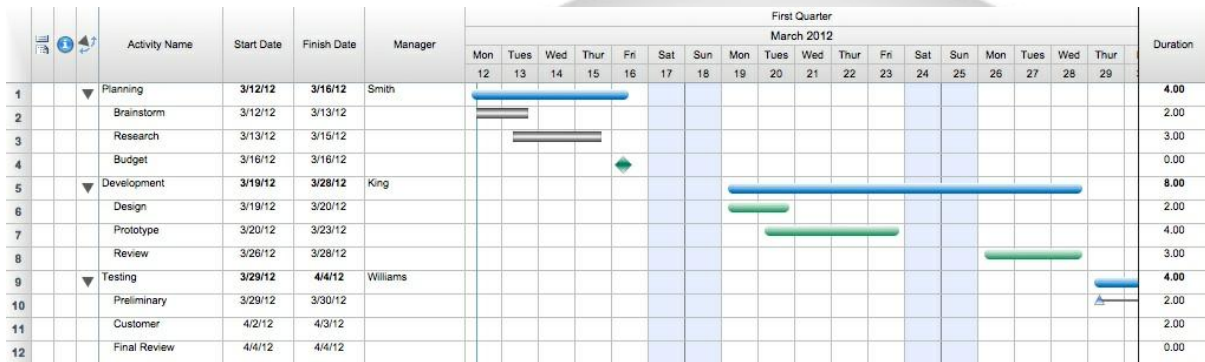 First Quarter
March 2012
Activity Name Start Date Finish Date Manager Duration
Mon Tues Wed Thur Fri Sat Sun Mon Tues Wed Thur Fri Sat Sun Mon Tues Wed Thur
12 13 14 15 16 17 18 19 20 21 22 23 24 25 26 27 28 29
1 Planning 3/12/12 3/16/12 Smith 4.00
2 Brainstorm 3/12/12 3/13/12 2.00
3 Research 3/13/12 3/15/12 3.00
4 Budget 3/16/12 3/16/12 0.00
5 Development 3/19/12 3/28/12 King 8.00
6 Design 3/19/12 3/20/12 2.00
7 Prototype 3/20/12 3/23/12 4.00
8 Review 3/26/12 3/28/12 3.00
9 Testing 3/29/12 4/4/12 Williams 4.00
10 Preliminary 3/29/12 3/30/12 2.00
11 Customer 4/2/12 4/3/12 2.00
12 Final Review 4/4/12 4/4/12 0.00